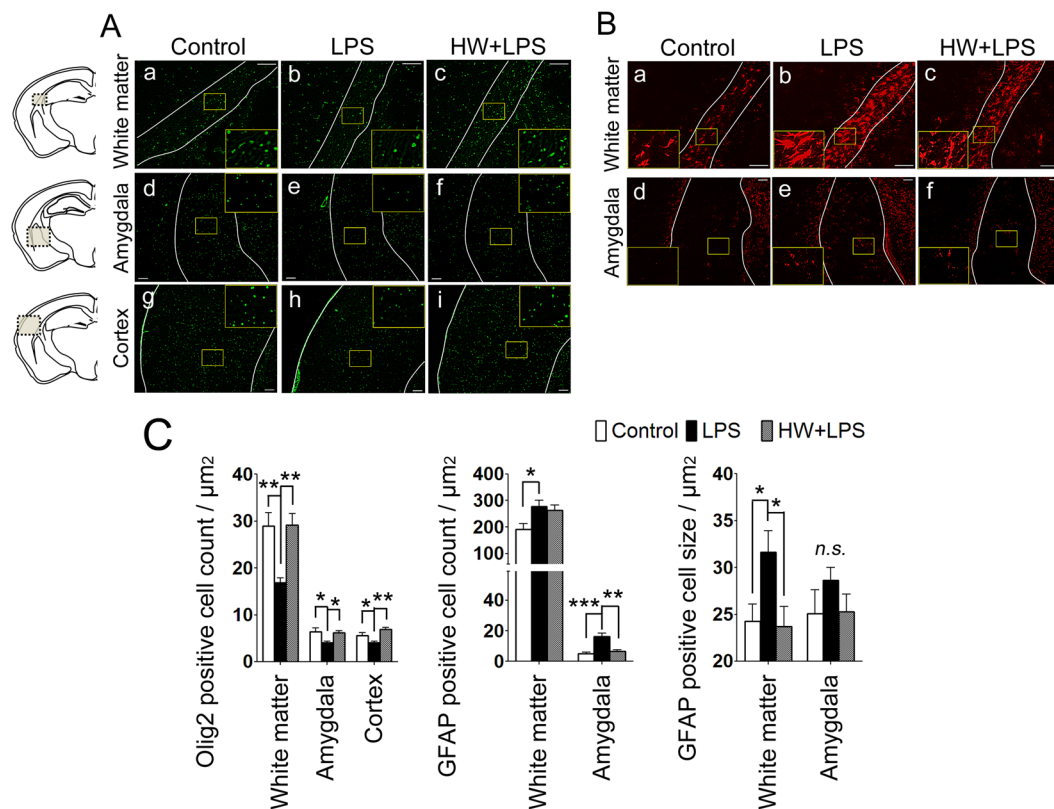 A
Control LPS HW+LPS
White matter
a b c
Amygdala
d e f
Cortex
g h i
B
Control LPS HW+LPS
White matter
a b c
Amygdala
d e f
C
Control LPS HW+LPS
Olig2 positive cell count / μm2
40
30
20
10
0
** **
* *
* **
White matter
Amygdala
Cortex
GFAP positive cell count / μm2
400
300
200
100
40
20
0
*
*** **
White matter
Amygdala
GFAP positive cell size / μm2
40
35
30
25
20
* *
n.s.
White matter
Amygdala